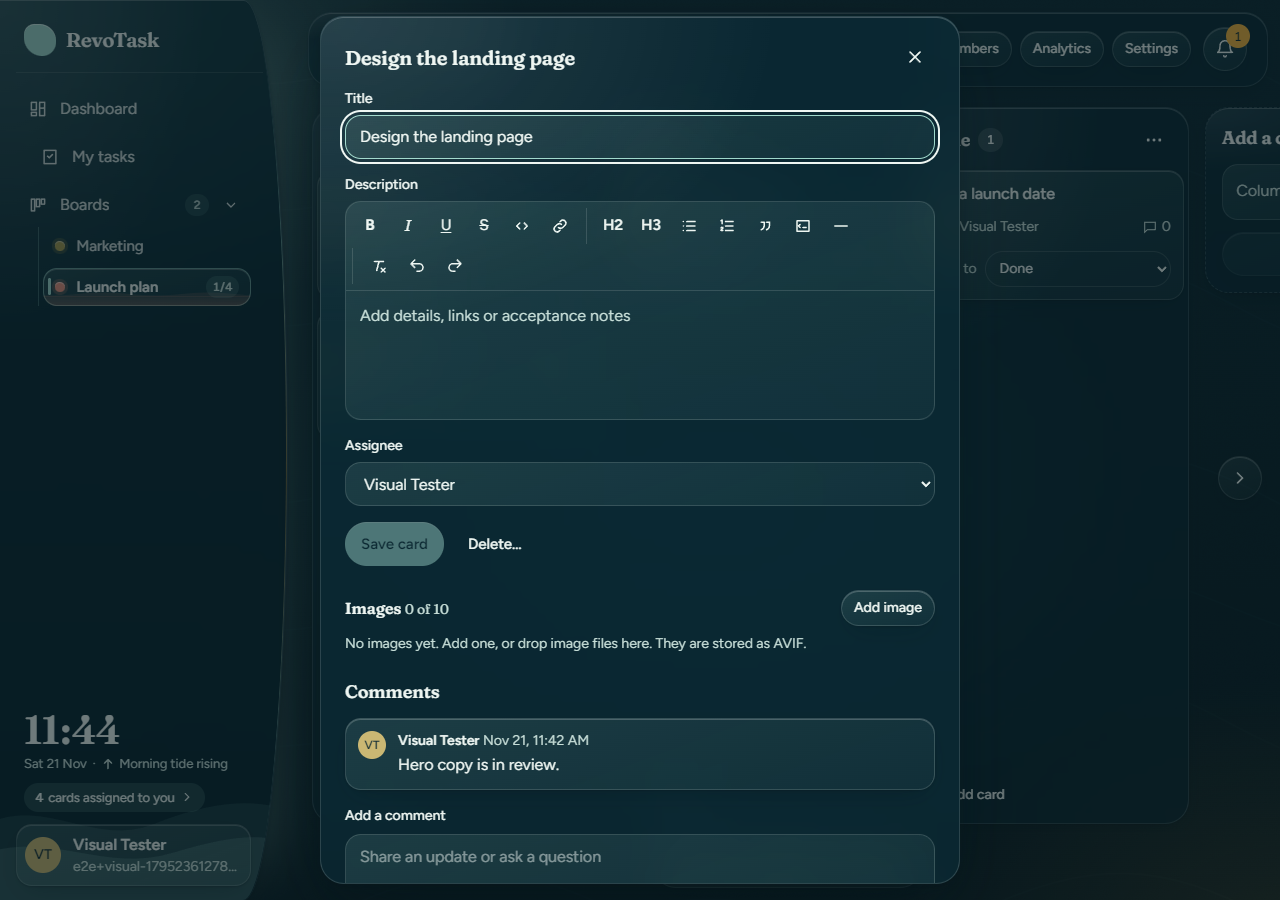 RevoTask
Dashboard
My tasks
Boards 2
Marketing
Launch plan 1/4
11:44
Sat 21 Nov · ↑ Morning tide rising
4 cards assigned to you
VT
Visual Tester
e2e+visual-17952361278...
Design the landing page
Title
Design the landing page
Description
B I U S H2 H3
Add details, links or acceptance notes
Assignee
Visual Tester
Save card Delete...
Images 0 of 10 Add image
No images yet. Add one, or drop image files here. They are stored as AVIF.
Comments
VT
Visual Tester Nov 21, 11:42 AM
Hero copy is in review.
Add a comment
Share an update or ask a question
Analytics
Settings
1
1
a launch date
Visual Tester 0
to Done
card
Add a